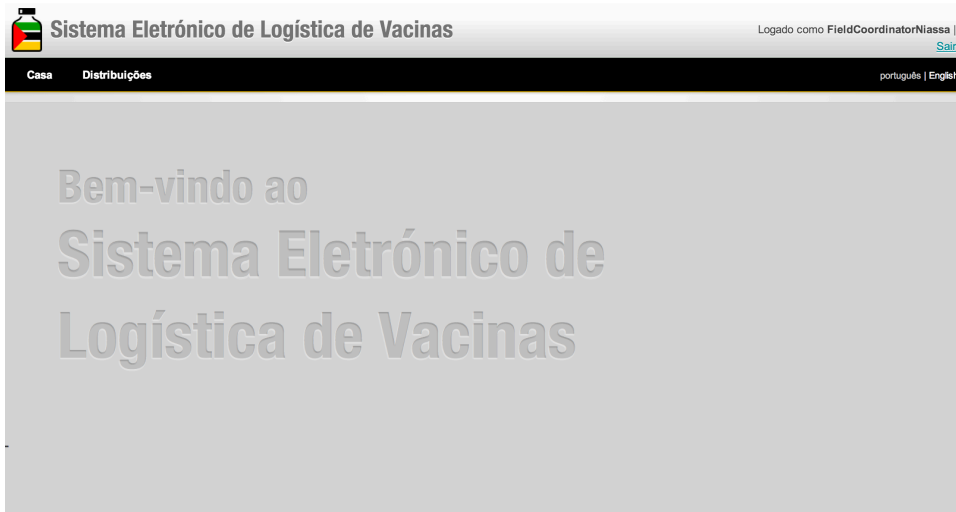 Sistema Eletrónico de Logística de Vacinas
Logado como FieldCoordinatorNiassa |
Sair
Casa Distribuições
português | English
Bem-vindo ao
Sistema Eletrónico de
Logística de Vacinas